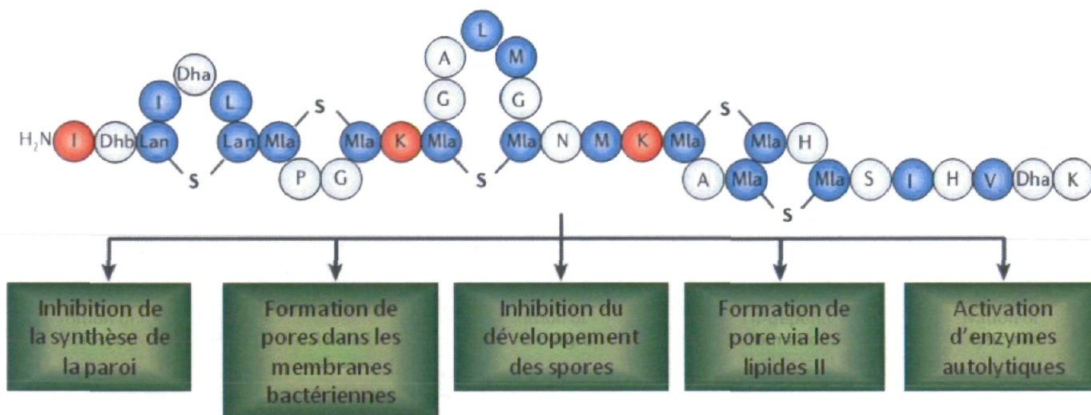 L
A M
Dha
I L S G G S
H₂N I Dhb Lan Lan Mla Mla K Mla Mla N M K Mla Mla H
S P G S A Mla Mla S I H V Dha K
S
Inhibition de
la synthèse de
la paroi
Formation de
pores dans les
membranes
bactériennes
Inhibition du
développement
des spores
Formation de
pore via les
lipides II
Activation
d'enzymes
autolytiques